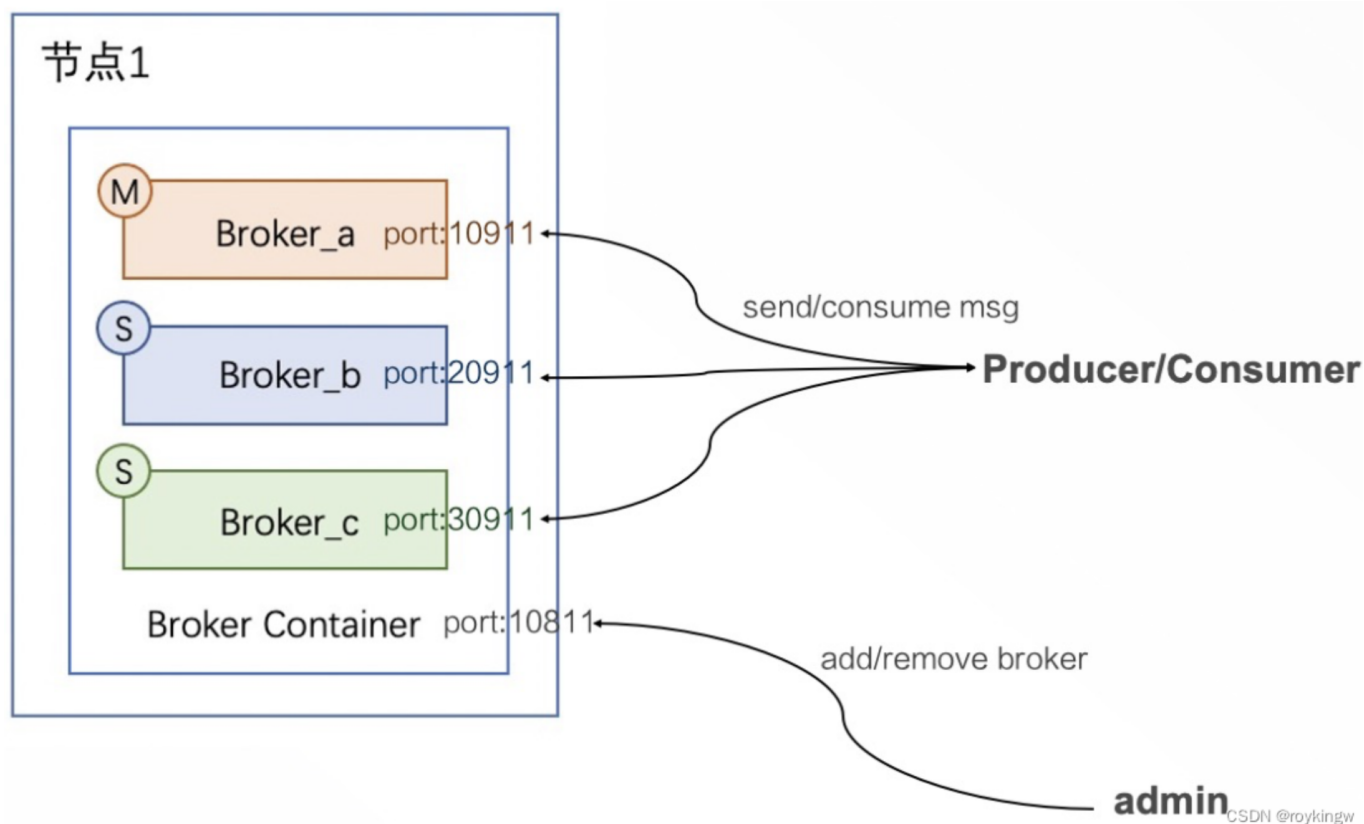 节点1
M
Broker_a port:10911
send/consume msg
S
Broker_b port:20911
Producer/Consumer
S
Broker_c port:30911
Broker Container port:10811
add/remove broker
admin
CSDN @roykingw